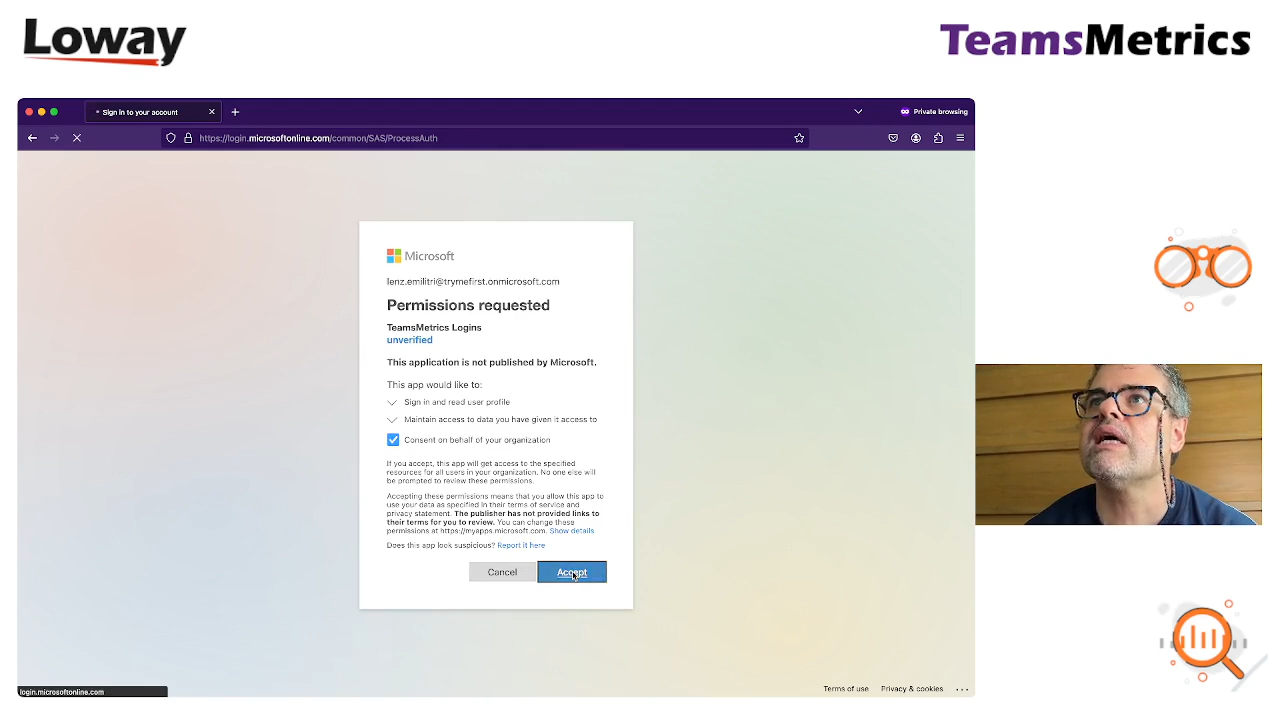 Loway
TeamsMetrics
Sign in to your account
Private browsing
https://login.microsoftonline.com/common/SAS/ProcessAuth
Microsoft
lenz.emilitri@trymefirst.onmicrosoft.com
Permissions requested
TeamsMetrics Logins
unverified
This application is not published by Microsoft.
This app would like to:
Sign in and read user profile
Maintain access to data you have given it access to
Consent on behalf of your organization
If you accept, this app will get access to the specified
resources for all users in your organization. No one else will
be prompted to review these permissions.
Accepting these permissions means that you allow this app to
use your data as specified in their terms of service and
privacy statement. The publisher has not provided links to
their terms for you to review. You can change these
permissions at https://myapps.microsoft.com. Show details
Does this app look suspicious? Report it here
Cancel
Accept
Terms of use
Privacy & cookies
login.microsoftonline.com